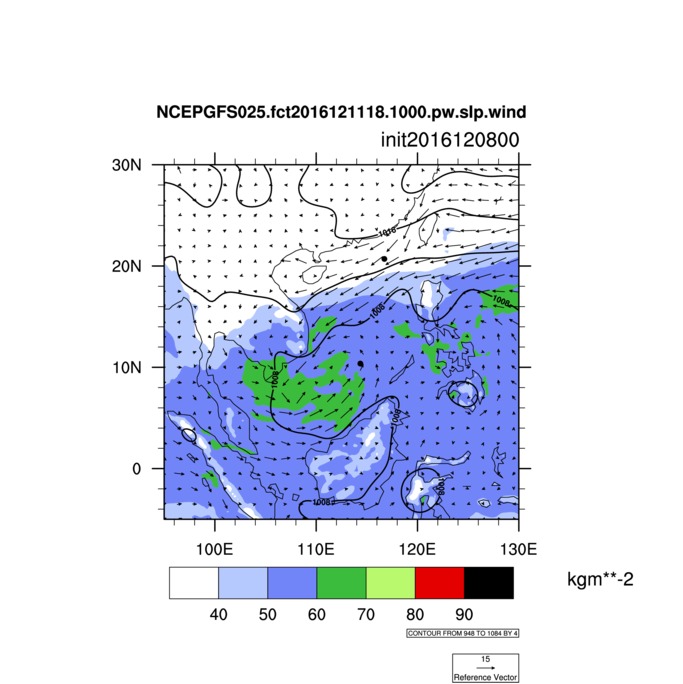 NCEPGFS025.fct2016121118.1000.pw.slp.wind
init2016120800
30N
1016
20N
1008
1008
10N
1008
1008
0
1008
1008
100E 110E 120E 130E
kgm**-2
40 50 60 70 80 90
CONTOUR FROM 948 TO 1084 BY 4
15
Reference Vector